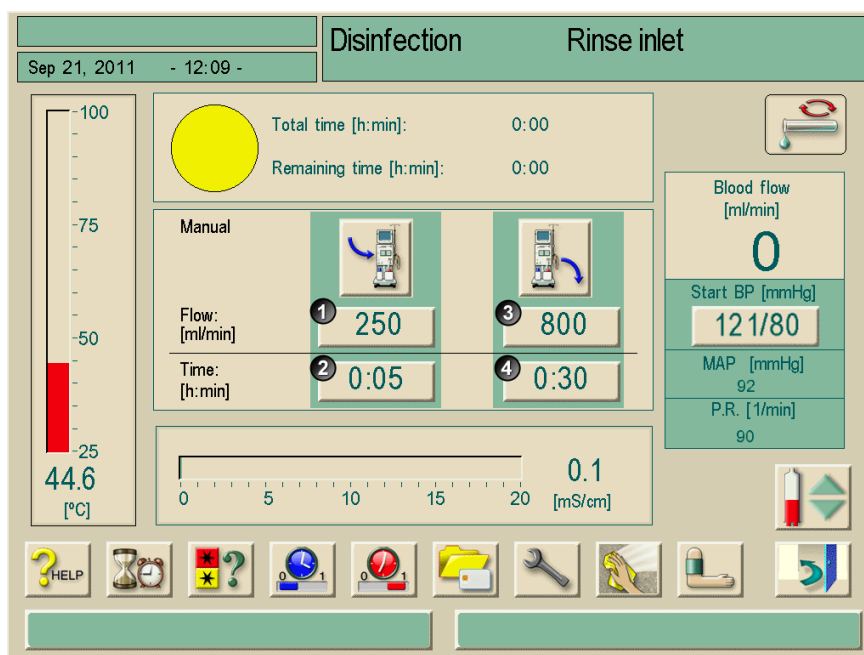 Disinfection Rinse inlet
Sep 21, 2011 - 12:09 -
100
75
50
25
44.6
[°C]
Total time [h:min]: 0:00
Remaining time [h:min]: 0:00
Manual
Flow:
[ml/min]
1 250
3 800
Time:
[h:min]
2 0:05
4 0:30
0 5 10 15 20
0.1
[mS/cm]
Blood flow
[ml/min]
0
Start BP [mmHg]
121/80
MAP [mmHg]
92
P.R. [1/min]
90
? HELP
?
0 1
0 1